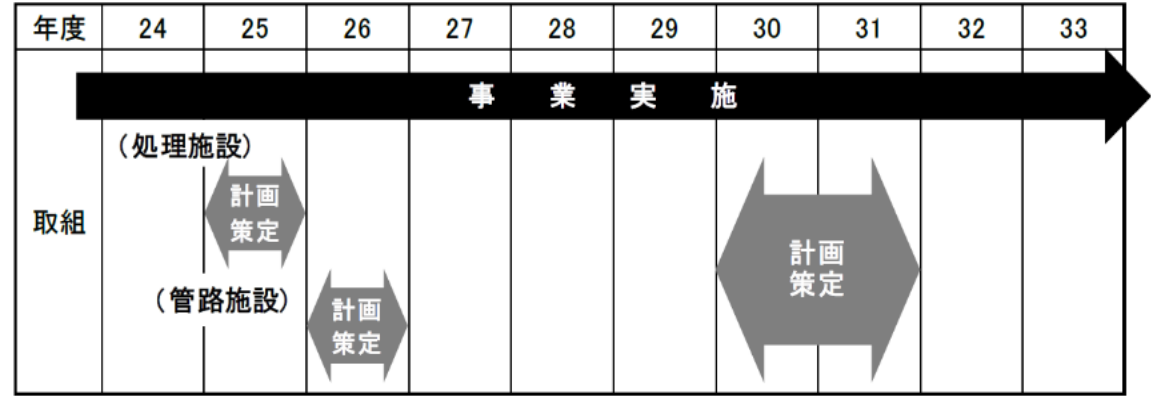 年度 24 25 26 27 28 29 30 31 32 33
事業実施
(処理施設)
計画
策定
取組
計画
策定
(管路施設)
計画
策定